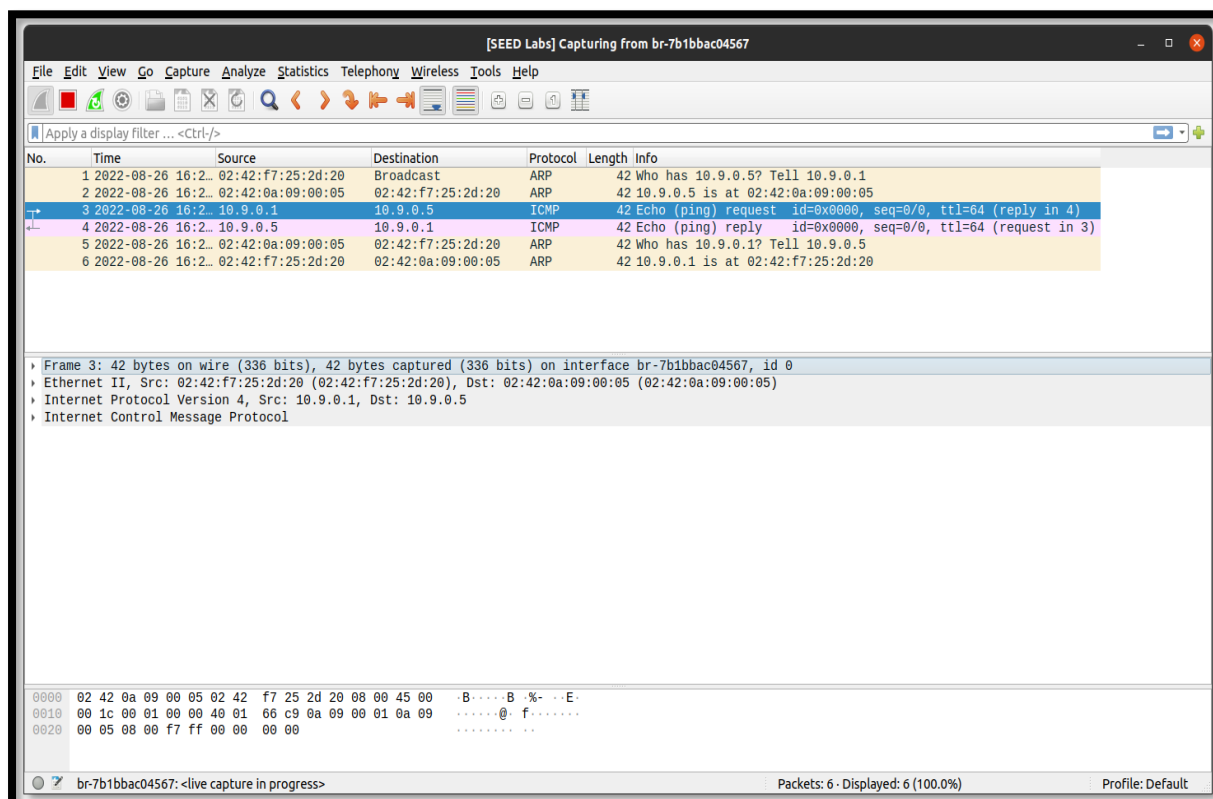 [SEED Labs] Capturing from br-7b1bbac04567
File Edit View Go Capture Analyze Statistics Telephony Wireless Tools Help
Apply a display filter … <Ctrl-/>
No. Time Source Destination Protocol Length Info
1 2022-08-26 16:2… 02:42:f7:25:2d:20 Broadcast ARP 42 Who has 10.9.0.5? Tell 10.9.0.1
2 2022-08-26 16:2… 02:42:0a:09:00:05 02:42:f7:25:2d:20 ARP 42 10.9.0.5 is at 02:42:0a:09:00:05
3 2022-08-26 16:2… 10.9.0.1 10.9.0.5 ICMP 42 Echo (ping) request id=0x0000, seq=0/0, ttl=64 (reply in 4)
4 2022-08-26 16:2… 10.9.0.5 10.9.0.1 ICMP 42 Echo (ping) reply id=0x0000, seq=0/0, ttl=64 (request in 3)
5 2022-08-26 16:2… 02:42:0a:09:00:05 02:42:f7:25:2d:20 ARP 42 Who has 10.9.0.1? Tell 10.9.0.5
6 2022-08-26 16:2… 02:42:f7:25:2d:20 02:42:0a:09:00:05 ARP 42 10.9.0.1 is at 02:42:f7:25:2d:20
Frame 3: 42 bytes on wire (336 bits), 42 bytes captured (336 bits) on interface br-7b1bbac04567, id 0
Ethernet II, Src: 02:42:f7:25:2d:20 (02:42:f7:25:2d:20), Dst: 02:42:0a:09:00:05 (02:42:0a:09:00:05)
Internet Protocol Version 4, Src: 10.9.0.1, Dst: 10.9.0.5
Internet Control Message Protocol
0000 02 42 0a 09 00 05 02 42 f7 25 2d 20 08 00 45 00 ·B·····B ·%- ··E·
0010 00 1c 00 01 00 00 40 01 66 c9 0a 09 00 01 0a 09 ······@· f·······
0020 00 05 08 00 f7 ff 00 00 00 00 ········ ··
br-7b1bbac04567: <live capture in progress> Packets: 6 · Displayed: 6 (100.0%) Profile: Default